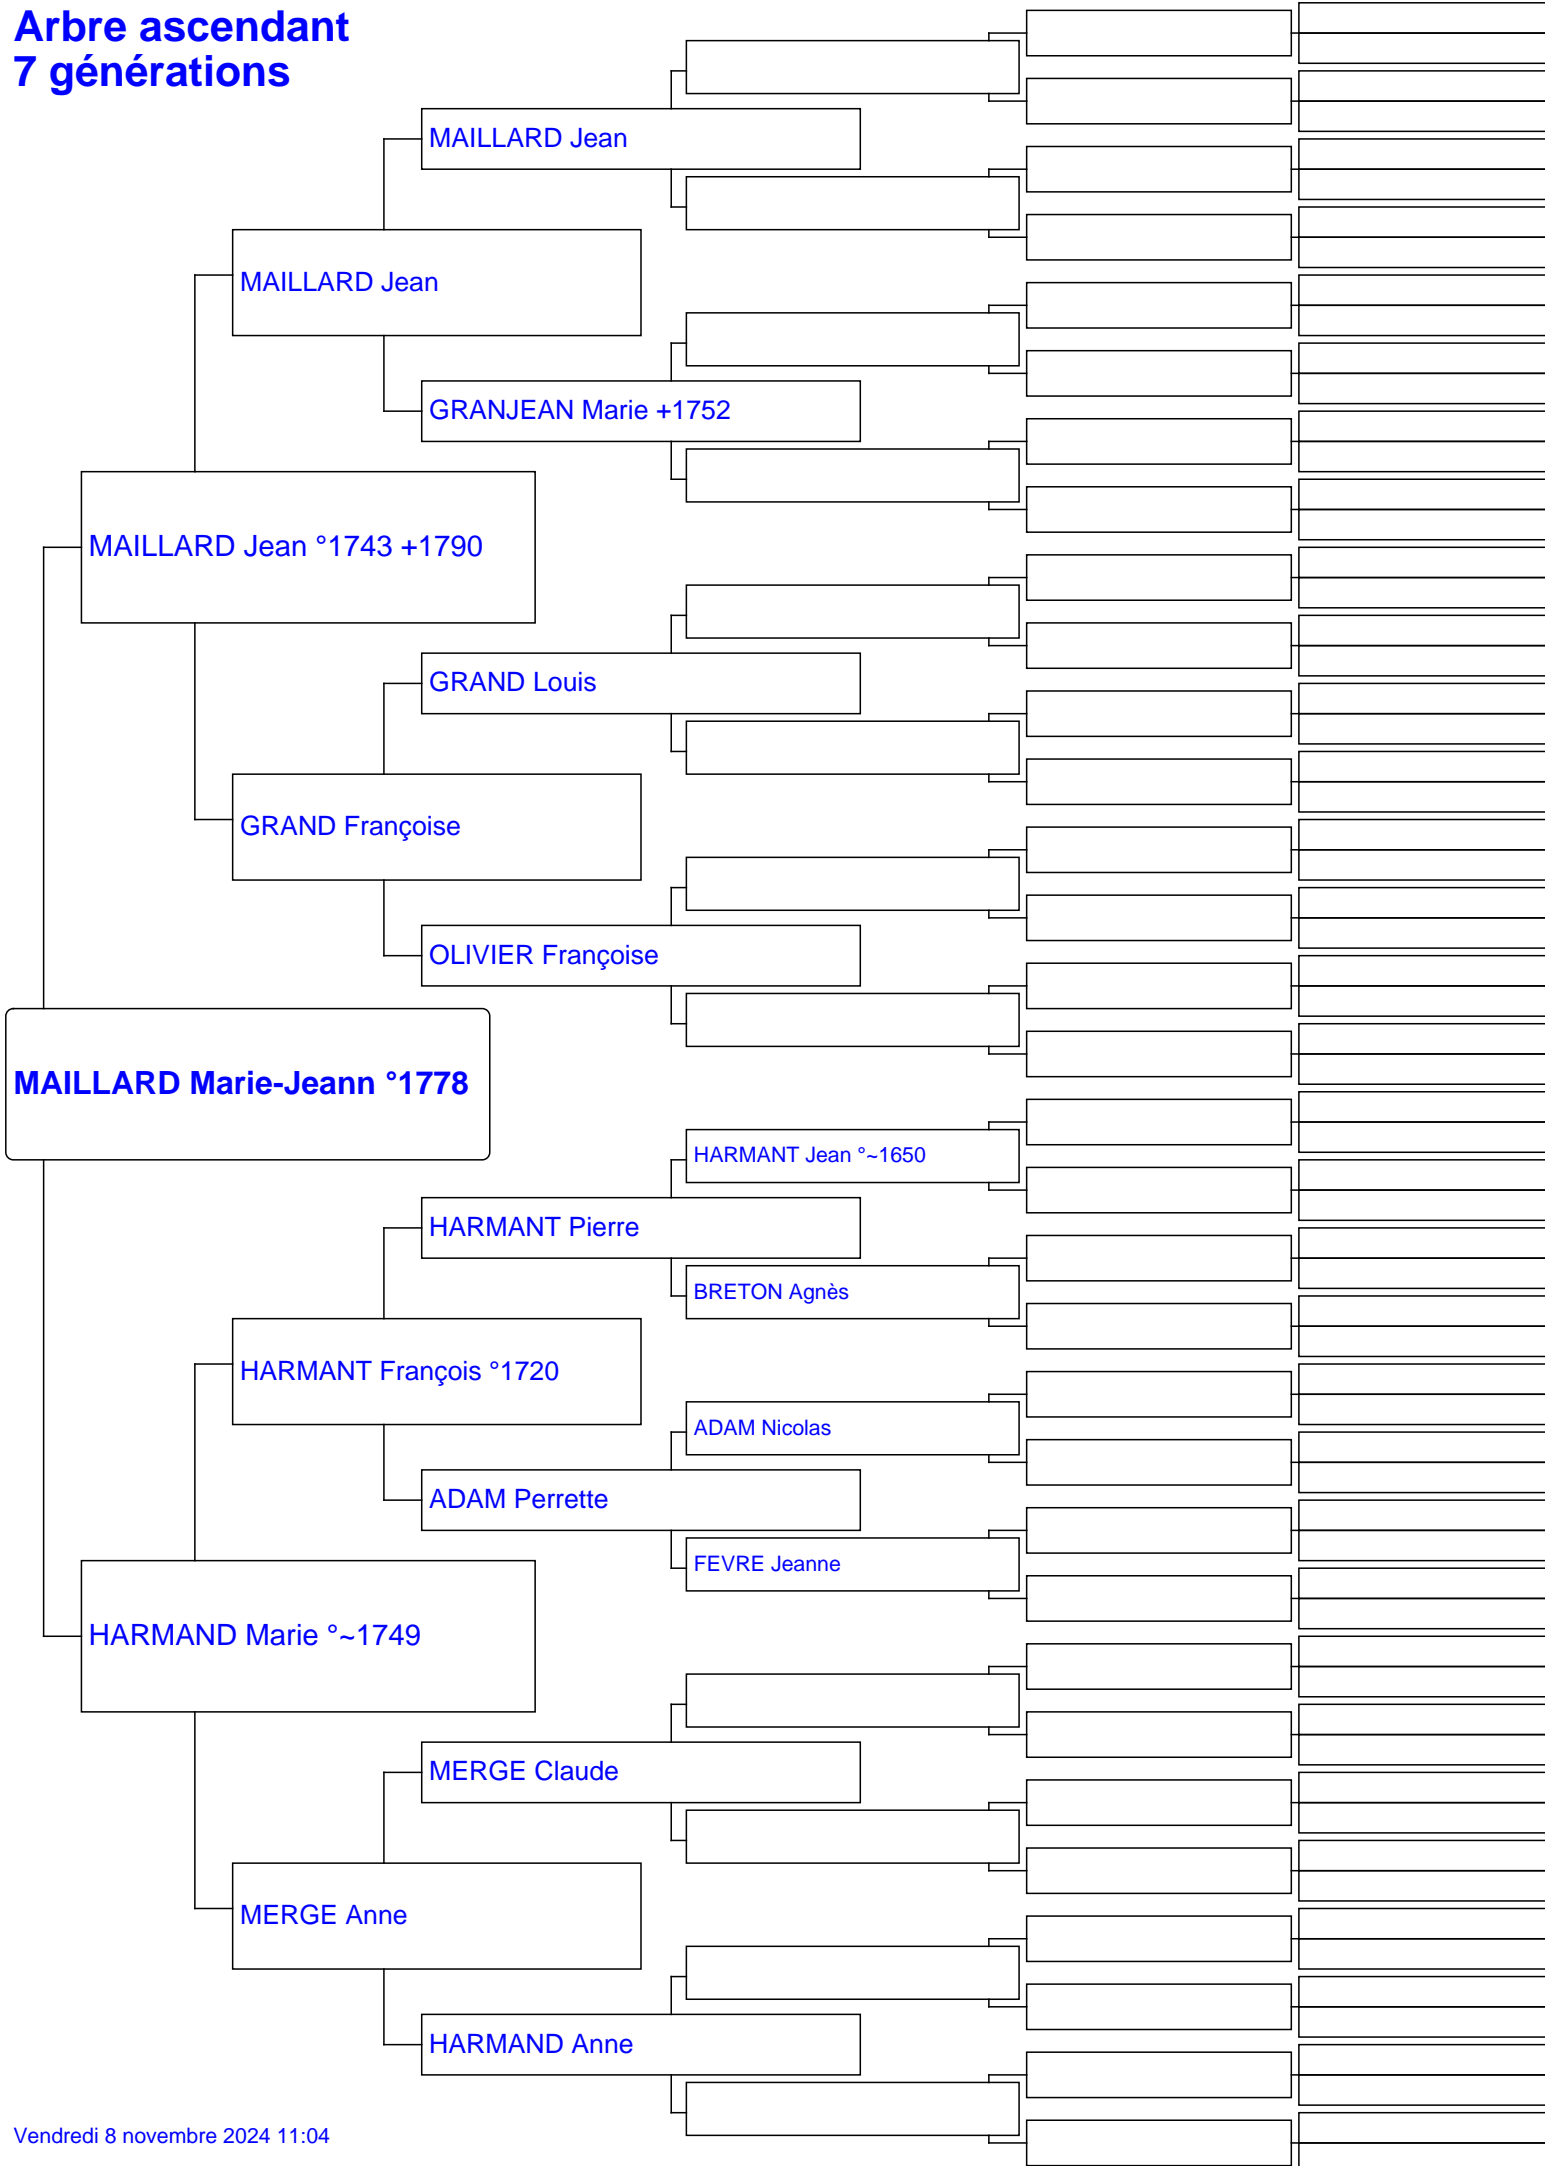 Arbre ascendant
7 générations
MAILLARD Jean
MAILLARD Jean
GRANJEAN Marie +1752
MAILLARD Jean °1743 +1790
GRAND Louis
GRAND Françoise
OLIVIER Françoise
MAILLARD Marie-Jeann °1778
HARMANT Jean °~1650
HARMANT Pierre
BRETON Agnès
HARMANT François °1720
ADAM Nicolas
ADAM Perrette
FEVRE Jeanne
HARMAND Marie °~1749
MERGE Claude
MERGE Anne
HARMAND Anne
Vendredi 8 novembre 2024 11:04